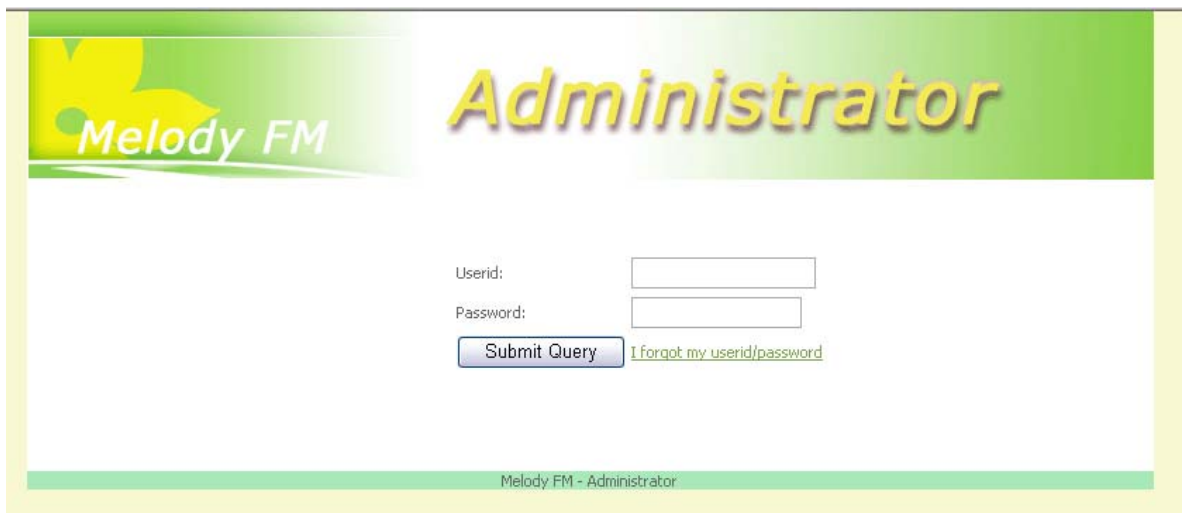 Melody FM
Administrator
Userid:
Password:
Submit Query I forgot my userid/password
Melody FM - Administrator